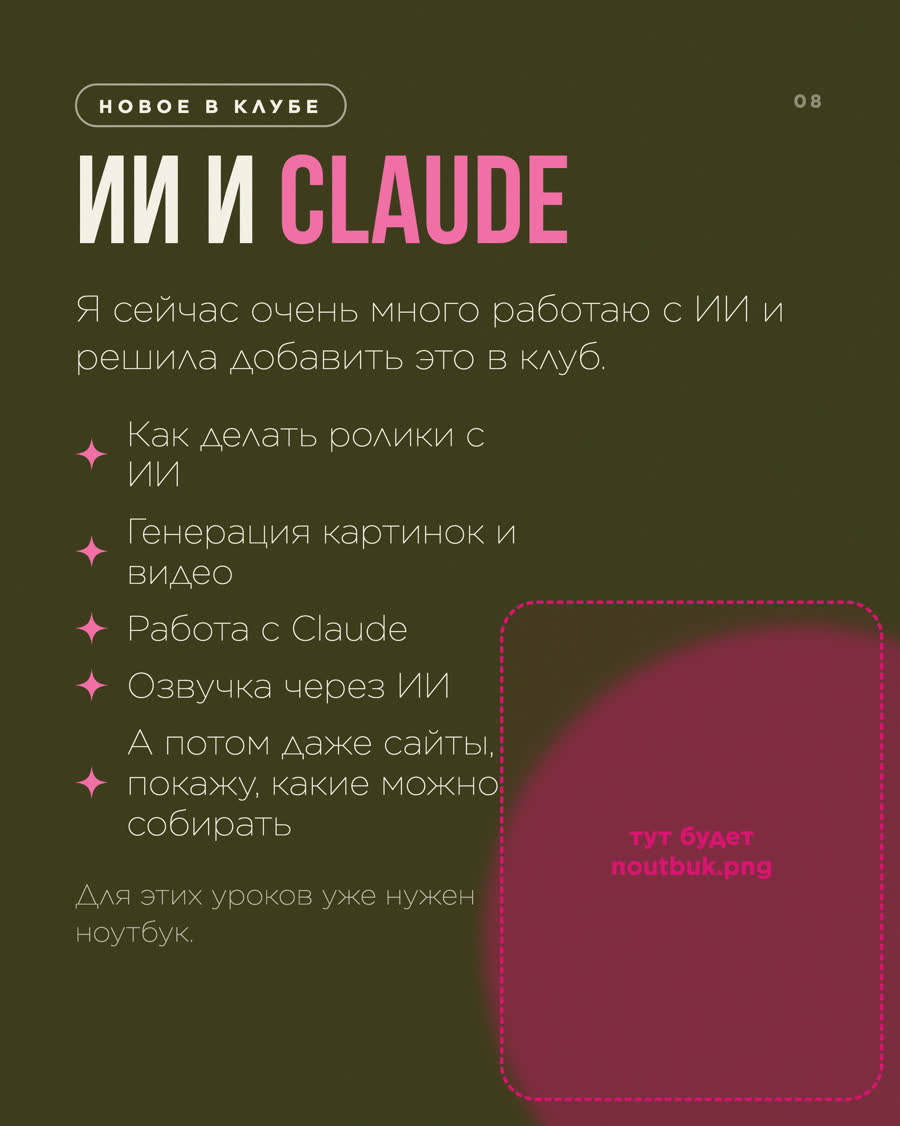 НОВОЕ В КЛУБЕ
08
ИИ И CLAUDE
Я сейчас очень много работаю с ИИ и
решила добавить это в клуб.
Как делать ролики с
ИИ
Генерация картинок и
видео
Работа с Claude
Озвучка через ИИ
А потом даже сайты,
покажу, какие можно
собирать
тут будет
noutbuk.png
Для этих уроков уже нужен
ноутбук.